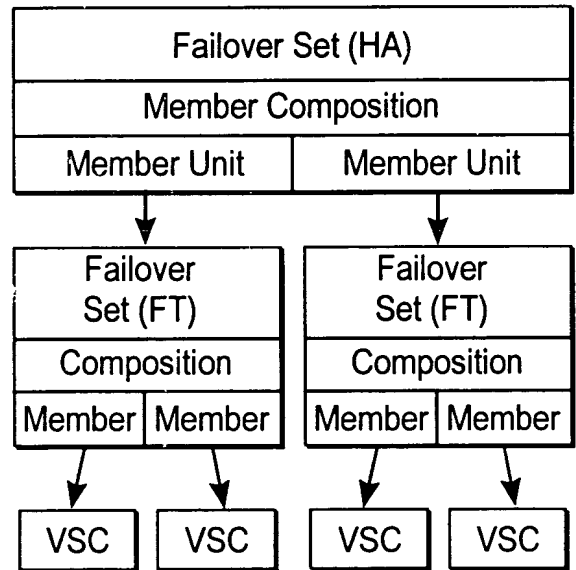 Failover Set (HA)
Member Composition
Member Unit Member Unit
Failover
Set (FT)
Composition
Member Member
VSC VSC
Failover
Set (FT)
Composition
Member Member
VSC VSC